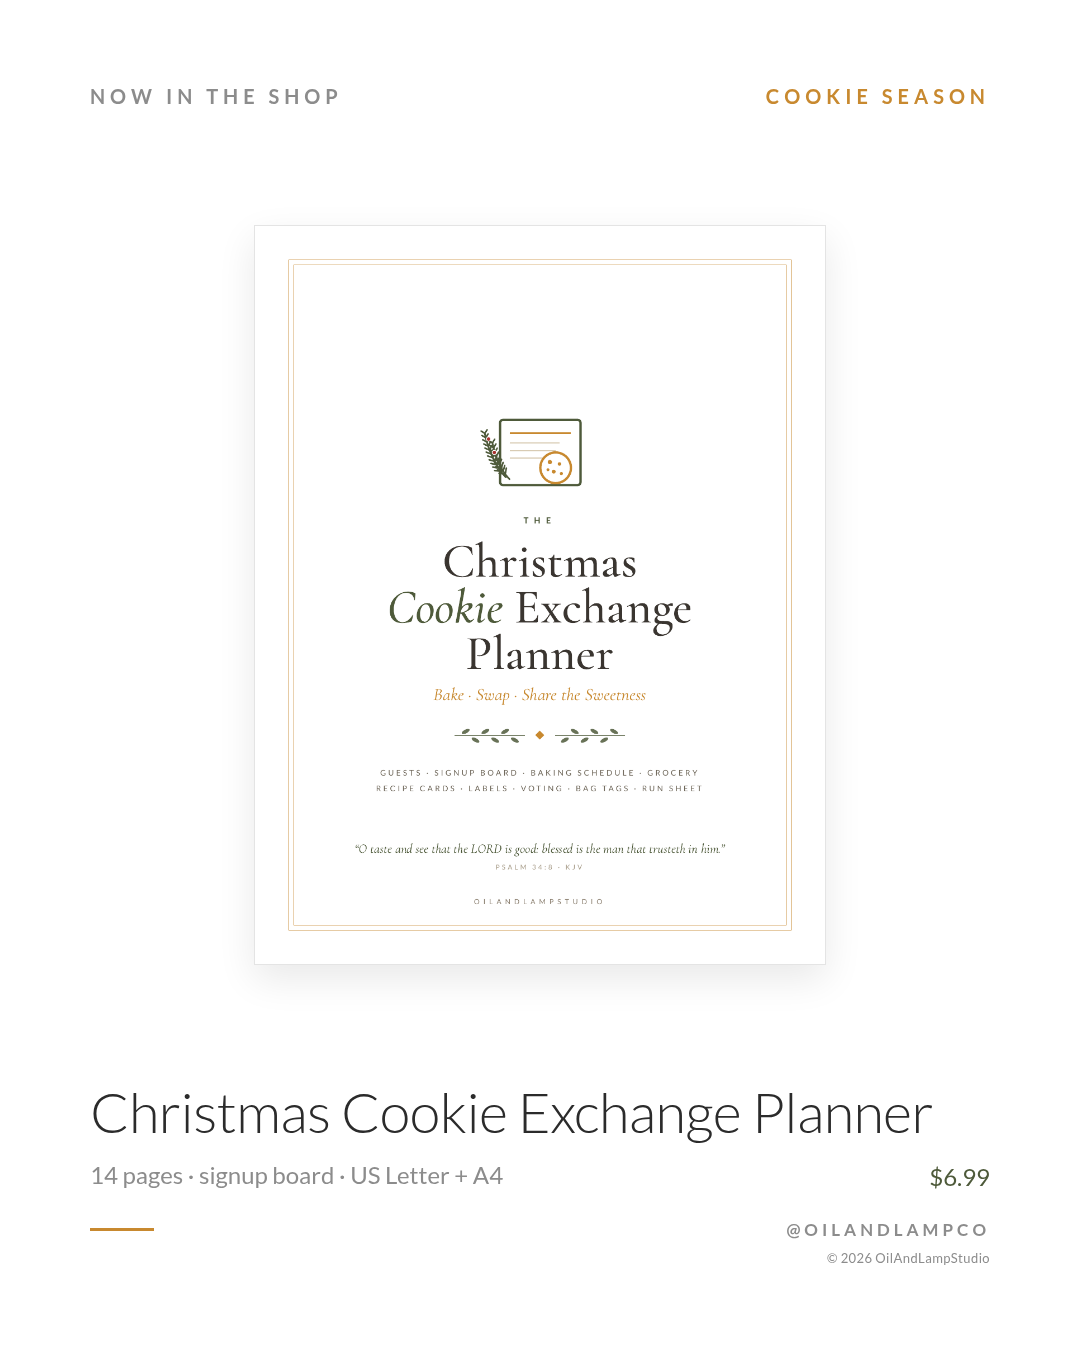 NOW IN THE SHOP
COOKIE SEASON
THE
Christmas
Cookie Exchange
Planner
Bake · Swap · Share the Sweetness
GUESTS · SIGNUP BOARD · BAKING SCHEDULE · GROCERY
RECIPE CARDS · LABELS · VOTING · BAG TAGS · RUN SHEET
“O taste and see that the LORD is good: blessed is the man that trusteth in him.”
PSALM 34:8 · KJV
OILANDLAMPSTUDIO
Christmas Cookie Exchange Planner
14 pages · signup board · US Letter + A4
$6.99
@OILANDLAMPCO
© 2026 OilAndLampStudio